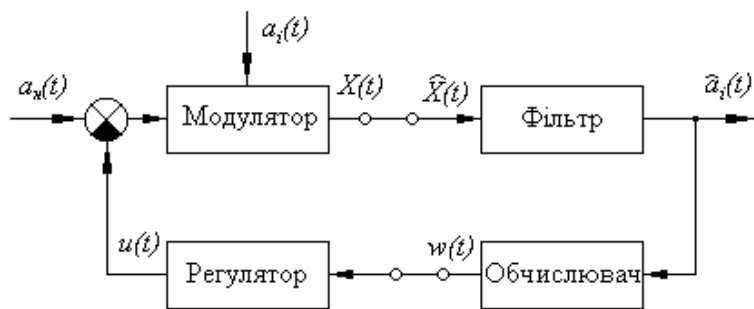 aᵢ(t)
aₙ(t)
Модулятор
X(t)
X̂(t)
Фільтр
âᵢ(t)
u(t)
Регулятор
w(t)
Обчислювач